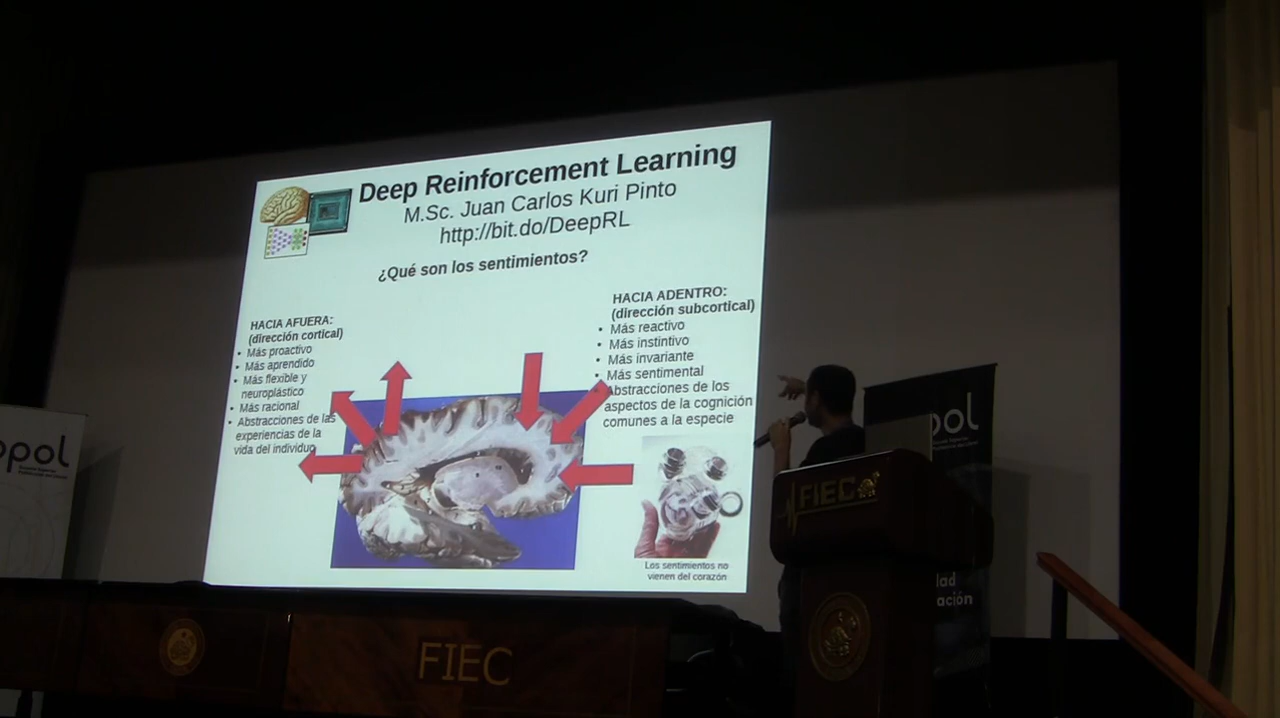 Deep Reinforcement Learning
M.Sc. Juan Carlos Kuri Pinto
http://bit.do/DeepRL
¿Qué son los sentimientos?
HACIA AFUERA:
(dirección cortical)
• Más proactivo
• Más aprendido
• Más flexible y
neuroplástico
• Más racional
• Abstracciones de las
experiencias de la
vida del individuo
HACIA ADENTRO:
(dirección subcortical)
• Más reactivo
• Más instintivo
• Más invariante
• Más sentimental
• Abstracciones de los
aspectos de la cognición
comunes a la especie
Los sentimientos no
vienen del corazón
pol
pol
FIEC
lad
ación
FIEC